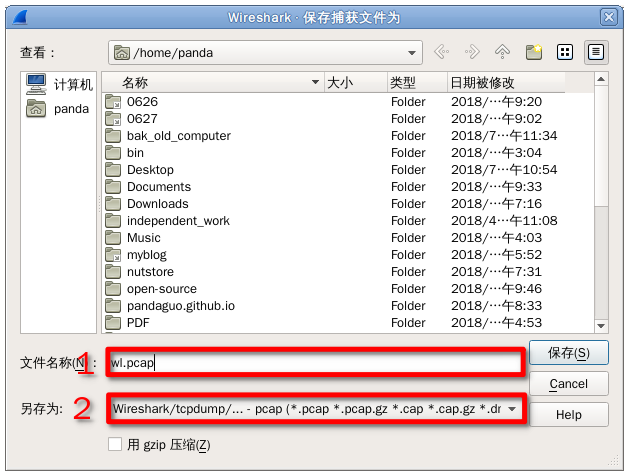 Wireshark · 保存捕获文件为
查看： /home/panda
计算机
panda
名称 大小 类型 日期被修改
0626 Folder 2018/···午9:20
0627 Folder 2018/···午9:02
bak_old_computer Folder 2018/7···午11:34
bin Folder 2018/···午3:04
Desktop Folder 2018/7···午10:54
Documents Folder 2018/···午9:33
Downloads Folder 2018/···午7:16
independent_work Folder 2018/4···午11:08
Music Folder 2018/···午4:03
myblog Folder 2018/···午5:52
nutstore Folder 2018/···午7:31
open-source Folder 2018/···午9:46
pandaguo.github.io Folder 2018/···午8:33
PDF Folder 2018/···午4:53
文件名称(N)： 1 wl.pcap 保存(S)
Cancel
另存为: 2 Wireshark/tcpdump/... - pcap (*.pcap *.pcap.gz *.cap *.cap.gz *.dr Help
用 gzip 压缩(Z)